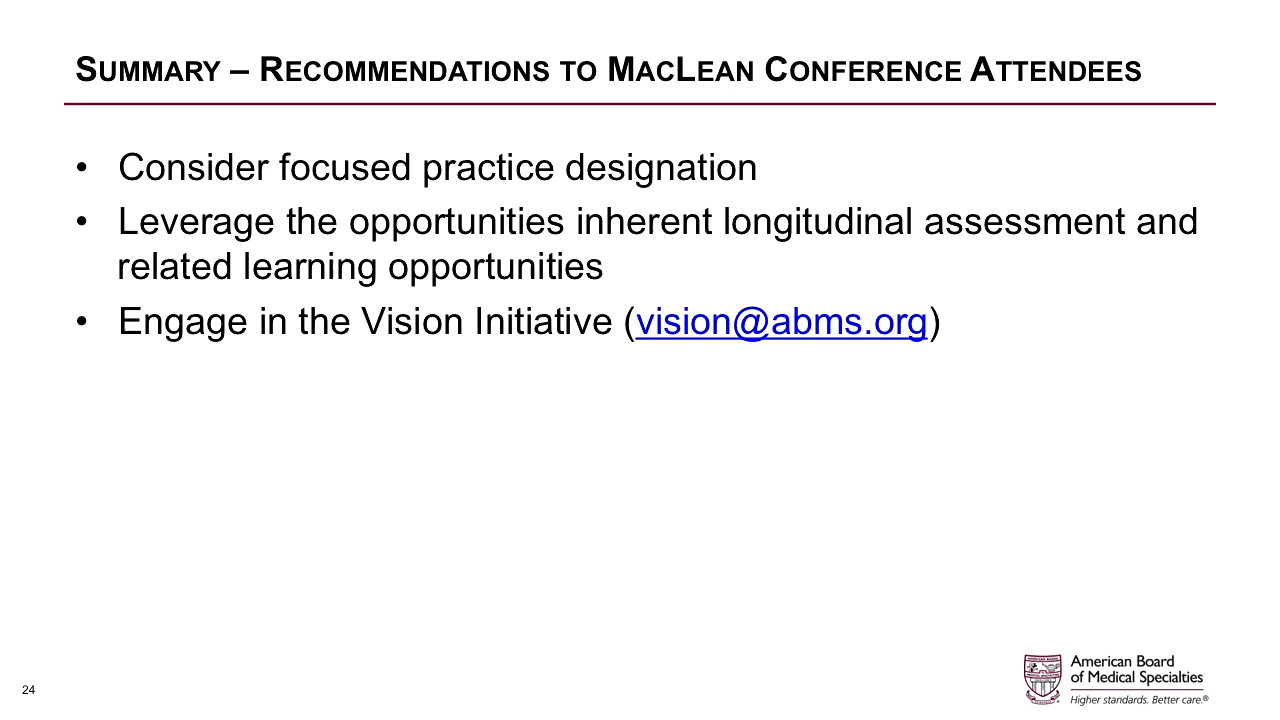 SUMMARY – RECOMMENDATIONS TO MACLEAN CONFERENCE ATTENDEES
• Consider focused practice designation
• Leverage the opportunities inherent longitudinal assessment and
related learning opportunities
• Engage in the Vision Initiative (vision@abms.org)
24
American Board
of Medical Specialties
Higher standards. Better care.®